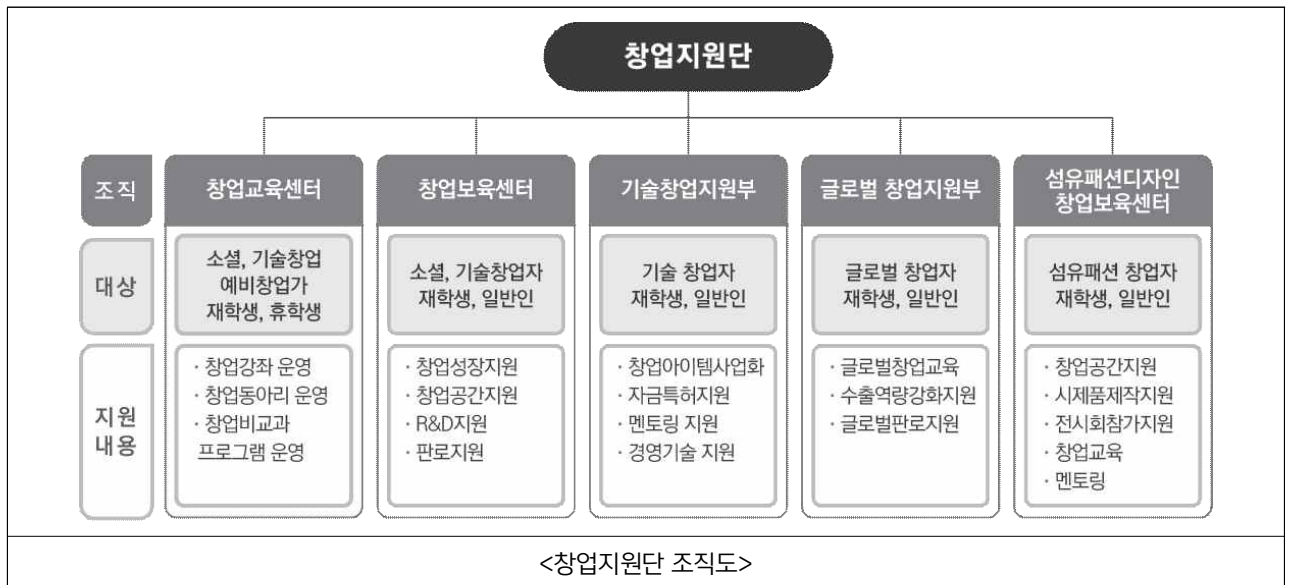 창업지원단
조직
창업교육센터
창업보육센터
기술창업지원부
글로벌 창업지원부
섬유패션디자인
창업보육센터
대상
소셜, 기술창업
예비창업가
재학생, 휴학생
소셜, 기술창업자
재학생, 일반인
기술 창업자
재학생, 일반인
글로벌 창업자
재학생, 일반인
섬유패션 창업자
재학생, 일반인
지원
내용
· 창업강좌 운영
· 창업동아리 운영
· 창업비교과
프로그램 운영
· 창업성장지원
· 창업공간지원
· R&D지원
· 판로지원
· 창업아이템사업화
· 자금특허지원
· 멘토링 지원
· 경영기술 지원
· 글로벌창업교육
· 수출역량강화지원
· 글로벌판로지원
· 창업공간지원
· 시제품제작지원
· 전시회참가지원
· 창업교육
· 멘토링
<창업지원단 조직도>